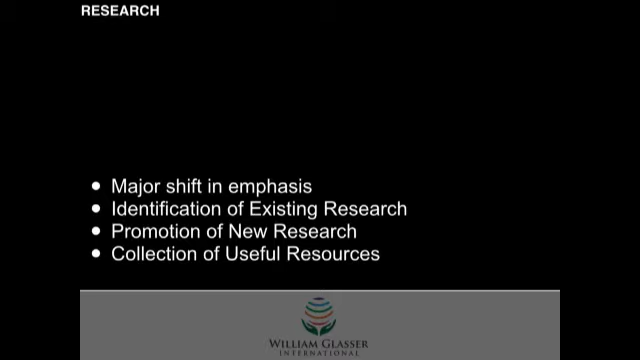 RESEARCH
• Major shift in emphasis
• Identification of Existing Research
• Promotion of New Research
• Collection of Useful Resources
WILLIAM GLASSER
INTERNATIONAL